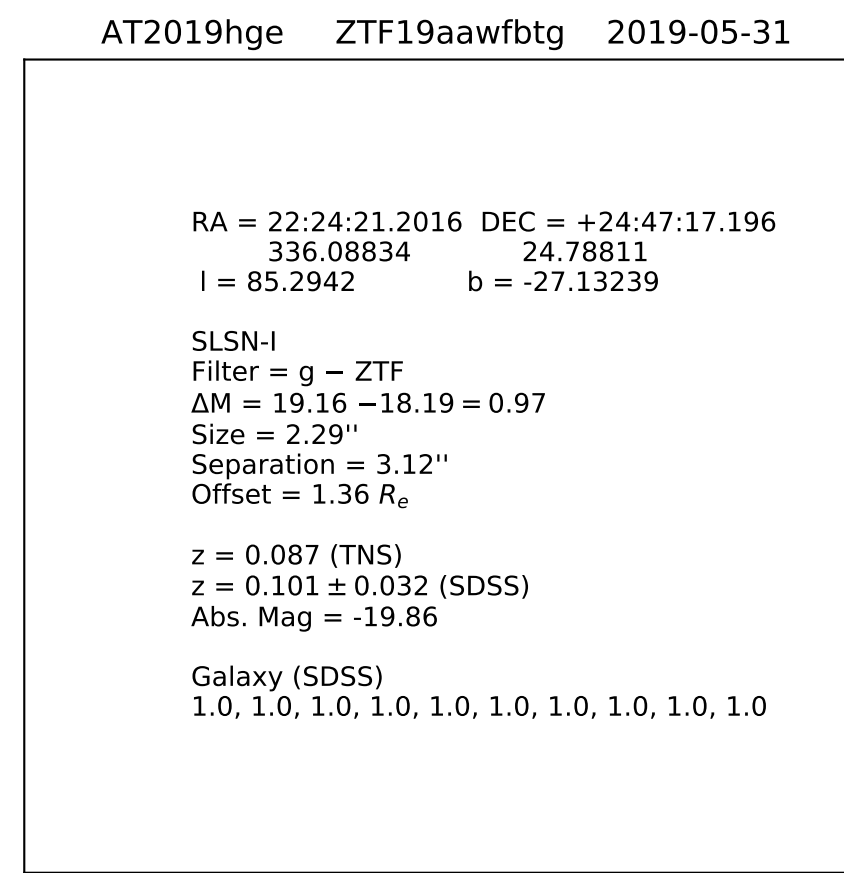 AT2019hge ZTF19aawfbtg 2019-05-31
RA = 22:24:21.2016 DEC = +24:47:17.196
336.08834 24.78811
l = 85.2942 b = -27.13239
SLSN-I
Filter = g − ZTF
ΔM = 19.16 −18.19 = 0.97
Size = 2.29''
Separation = 3.12''
Offset = 1.36 Rₑ
z = 0.087 (TNS)
z = 0.101 ± 0.032 (SDSS)
Abs. Mag = -19.86
Galaxy (SDSS)
1.0, 1.0, 1.0, 1.0, 1.0, 1.0, 1.0, 1.0, 1.0, 1.0